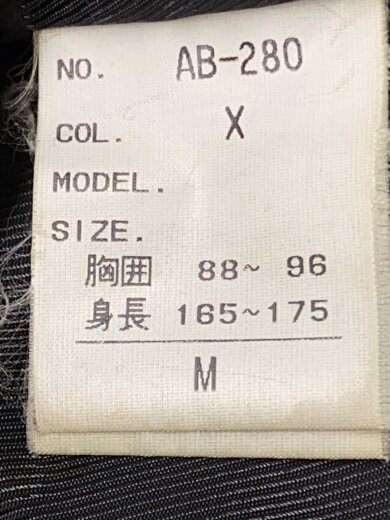 NO. AB-280
COL. X
MODEL.
SIZE.
胸囲 88~ 96
身長 165~175
M